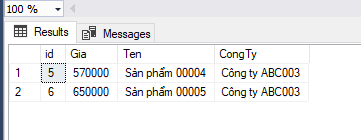 100 %
Results Messages
id Gia Ten CongTy
1 5 570000 Sản phẩm 00004 Công ty ABC003
2 6 650000 Sản phẩm 00005 Công ty ABC003